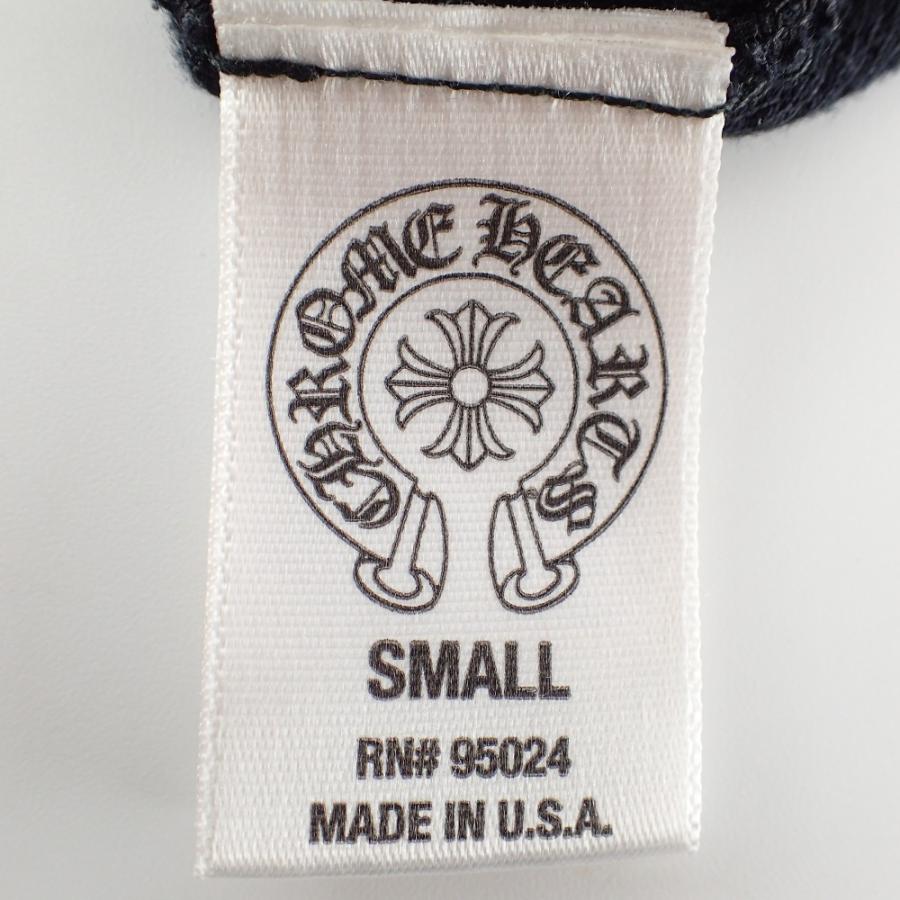 CHROME HEARTS
SMALL
RN# 95024
MADE IN U.S.A.